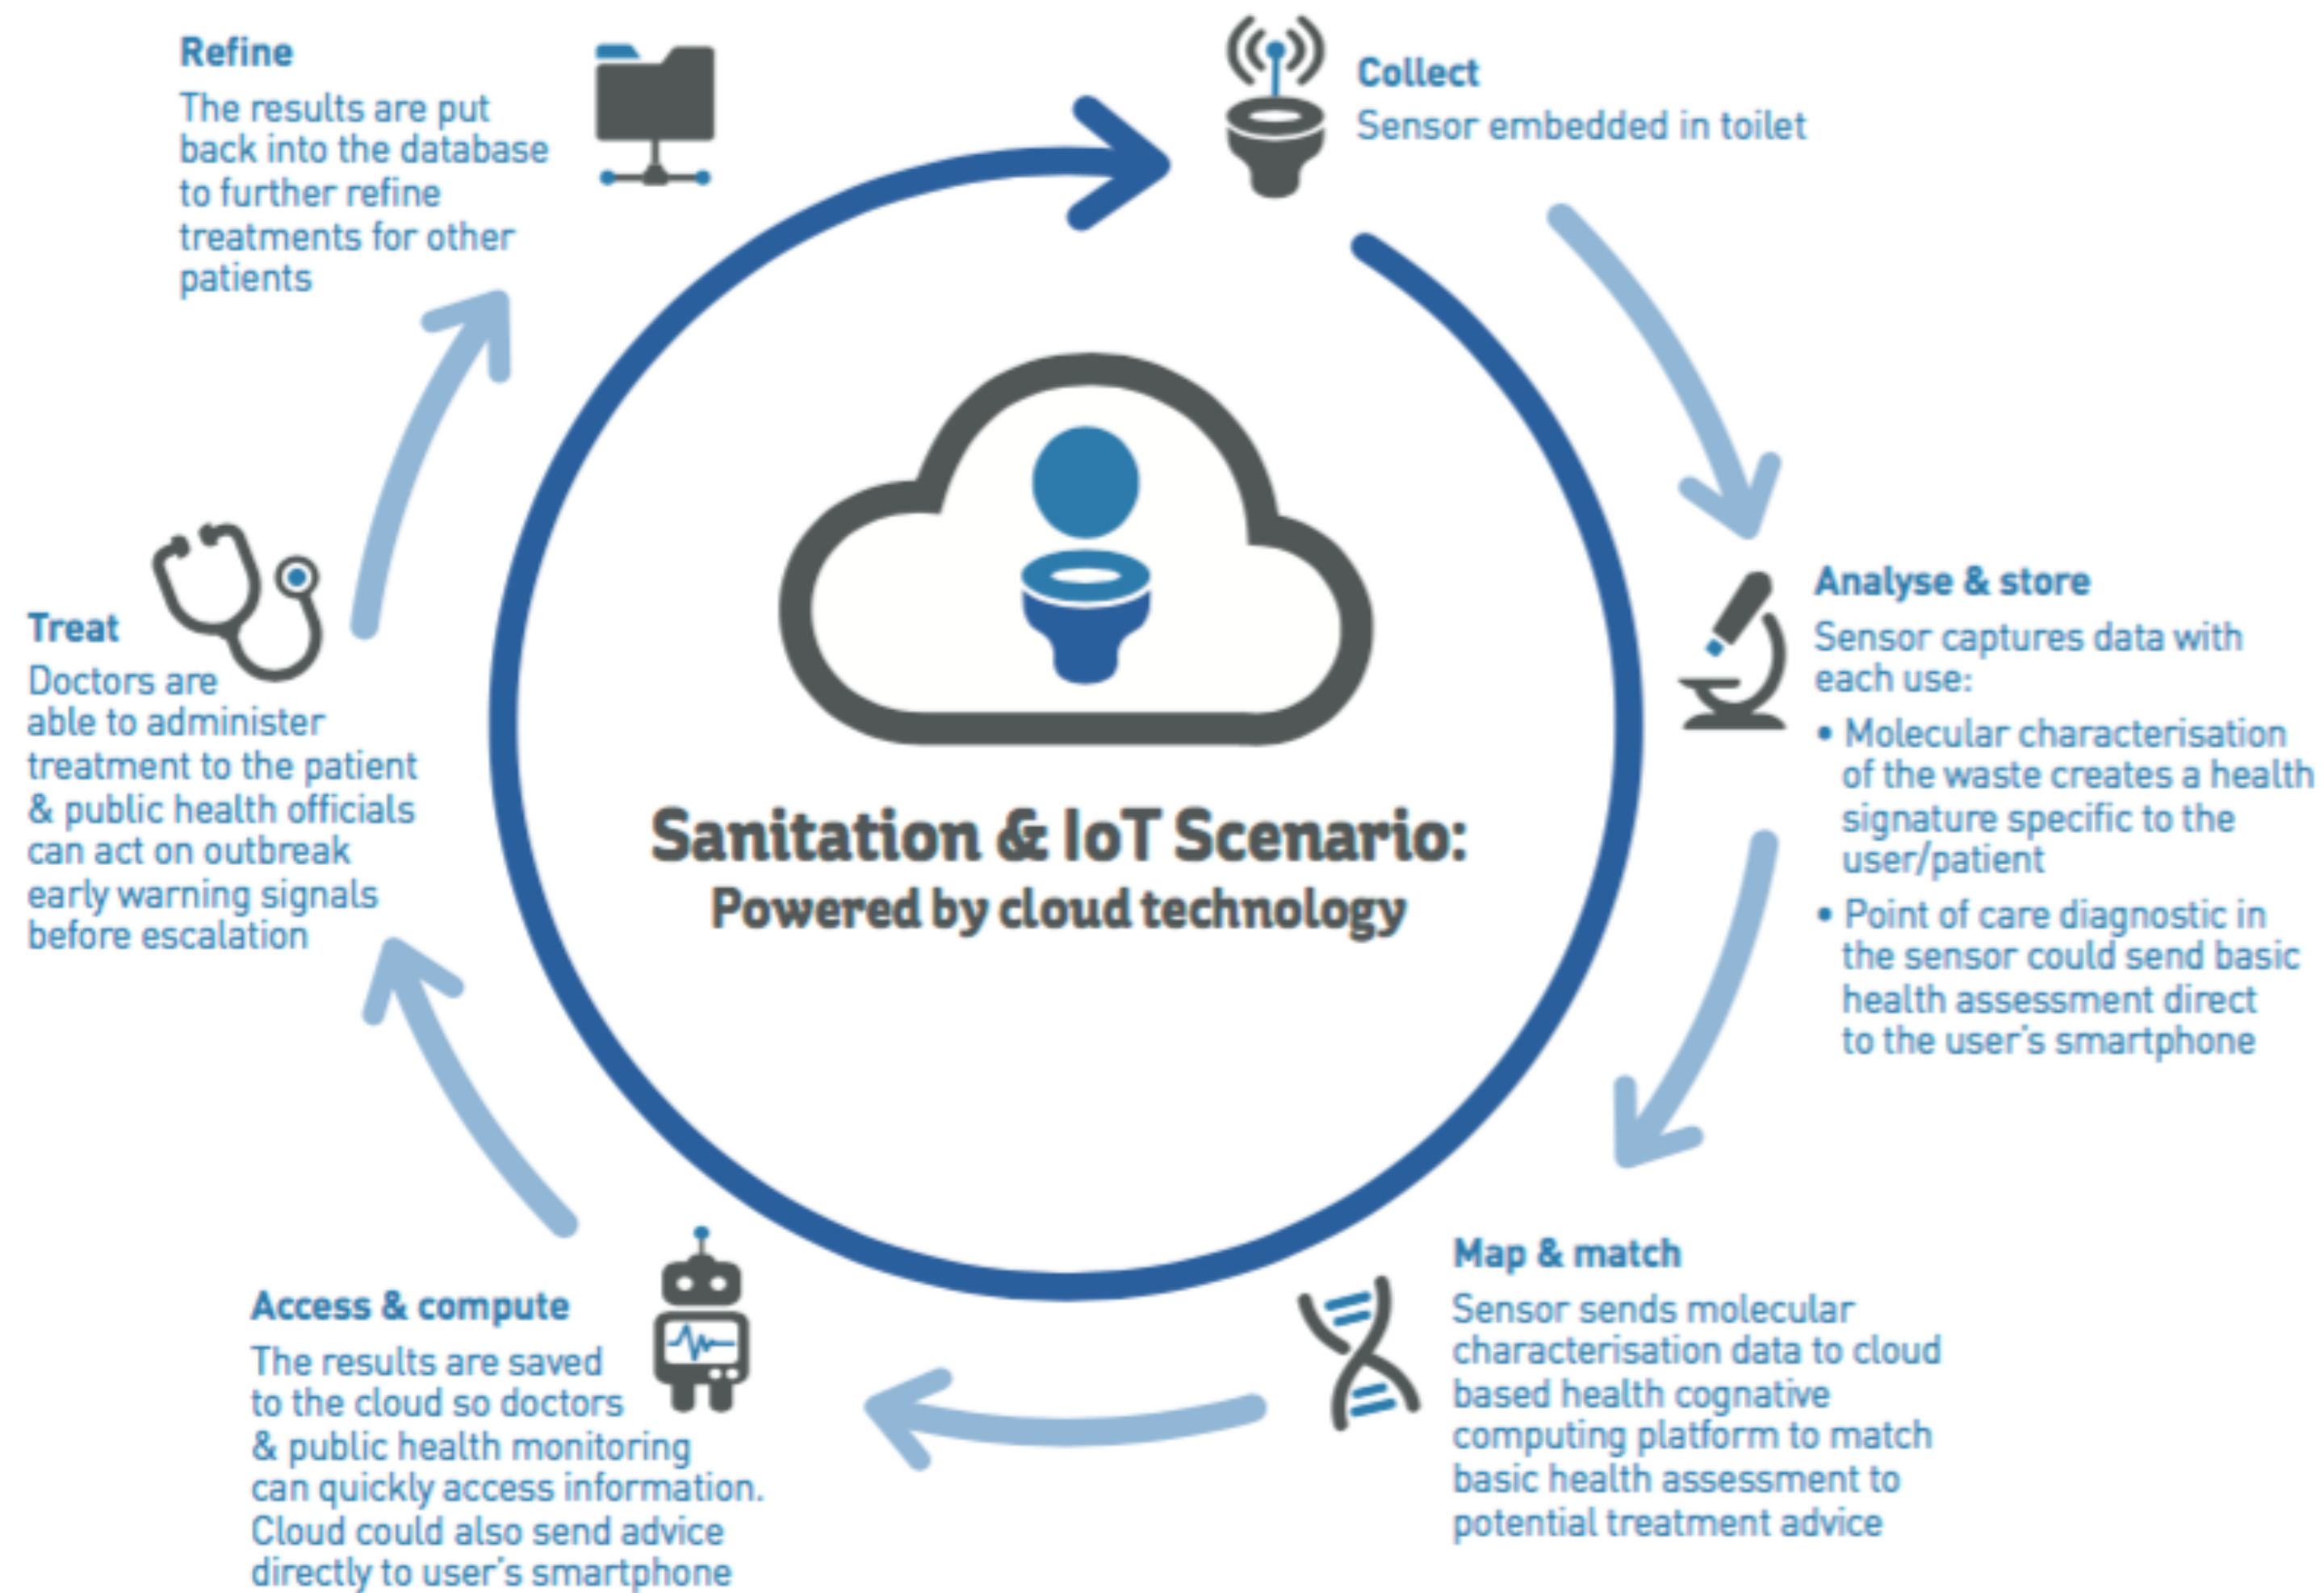 Refine
The results are put
back into the database
to further refine
treatments for other
patients
Collect
Sensor embedded in toilet
Analyse & store
Sensor captures data with
each use:
• Molecular characterisation
of the waste creates a health
signature specific to the
user/patient
• Point of care diagnostic in
the sensor could send basic
health assessment direct
to the user's smartphone
Map & match
Sensor sends molecular
characterisation data to cloud
based health cognative
computing platform to match
basic health assessment to
potential treatment advice
Access & compute
The results are saved
to the cloud so doctors
& public health monitoring
can quickly access information.
Cloud could also send advice
directly to user's smartphone
Treat
Doctors are
able to administer
treatment to the patient
& public health officials
can act on outbreak
early warning signals
before escalation
Sanitation & IoT Scenario:
Powered by cloud technology